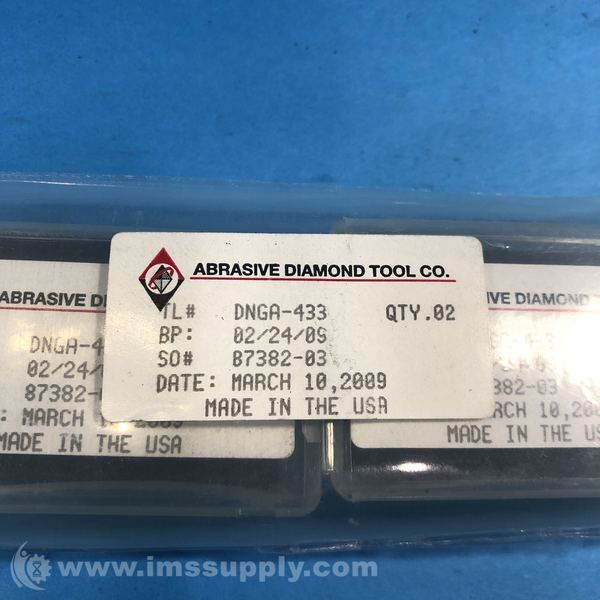 ABRASIVE DIAMOND TOOL CO.
TL# DNGA-433 QTY.02
BP: 02/24/09
SO# 87382-03
DATE: MARCH 10,2009
MADE IN THE USA
ABRASIVE DI
DNGA-4
02/24/
87382-
: MARCH
MADE IN THE USA
IVE DIAMOND T
382-03
RCH 10,200
MADE IN THE US
www.imssupply.com